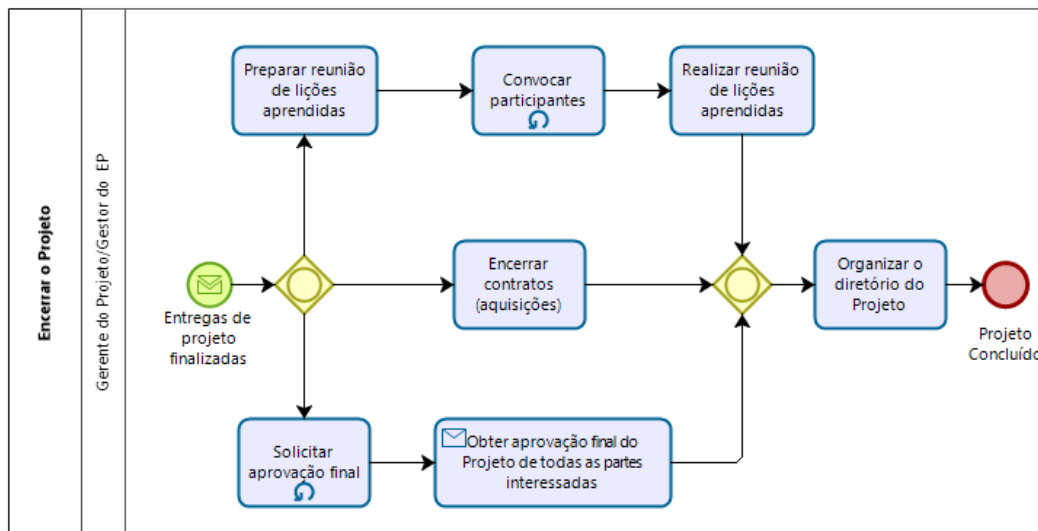 Encerrar o Projeto
Gerente do Projeto/Gestor do EP
Preparar reunião
de lições
aprendidas
Convocar
participantes
Realizar reunião
de lições
aprendidas
Entregas de
projeto
finalizadas
Encerrar
contratos
(aquisições)
Organizar o
diretório do
Projeto
Projeto
Concluído
Solicitar
aprovação final
Obter aprovação final do
Projeto de todas as partes
interessadas